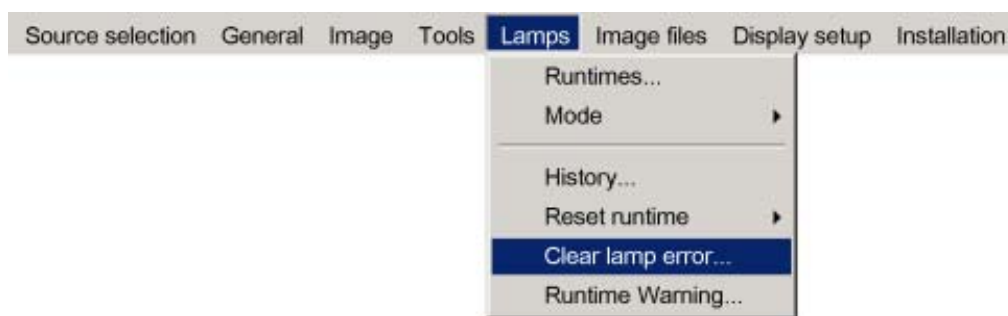 Source selection General Image Tools Lamps Image files Display setup Installation
Runtimes...
Mode
History...
Reset runtime
Clear lamp error...
Runtime Warning...